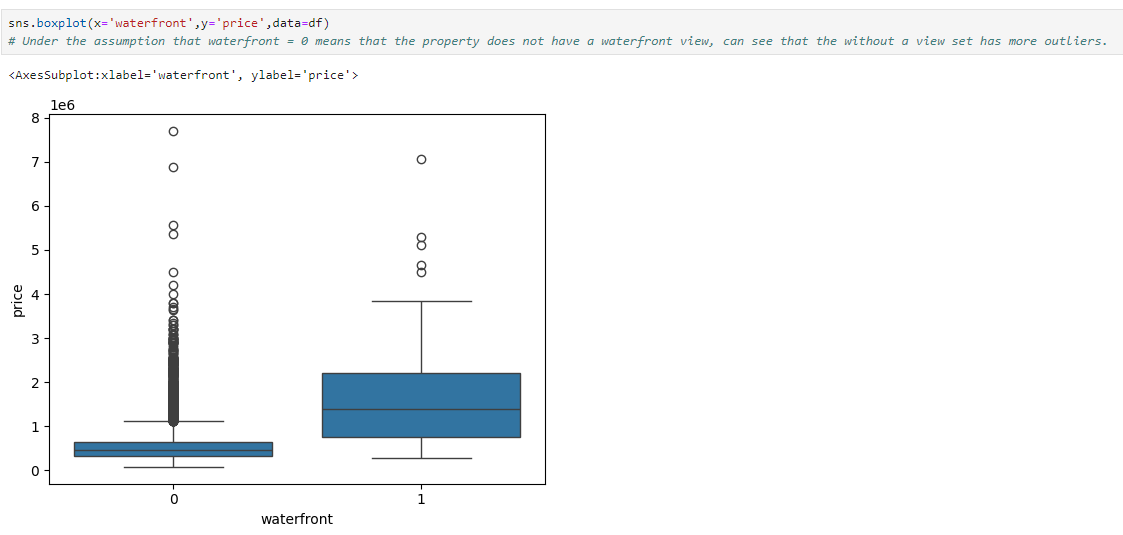 sns.boxplot(x='waterfront',y='price',data=df)
# Under the assumption that waterfront = 0 means that the property does not have a waterfront view, can see that the without a view set has more outliers.
<AxesSubplot:xlabel='waterfront', ylabel='price'>
1e6
8
7
6
5
4
3
2
1
0
price
0 1
waterfront